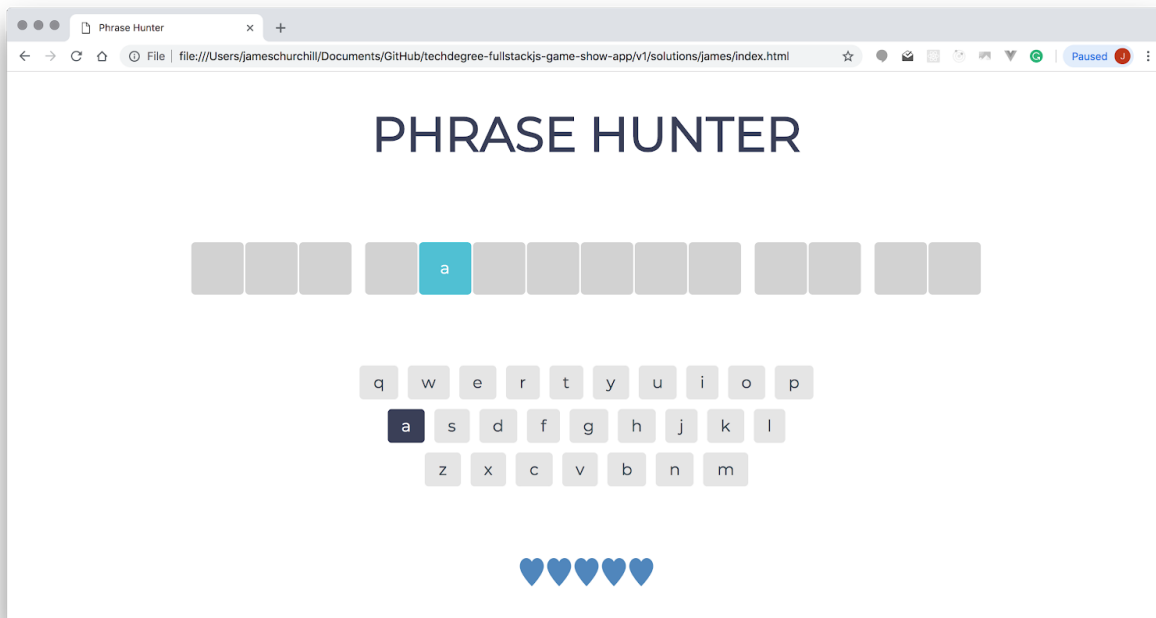 Phrase Hunter
File file:///Users/jameschurchill/Documents/GitHub/techdegree-fullstackjs-game-show-app/v1/solutions/james/index.html Paused J
PHRASE HUNTER
a
q w e r t y u i o p
a s d f g h j k l
z x c v b n m